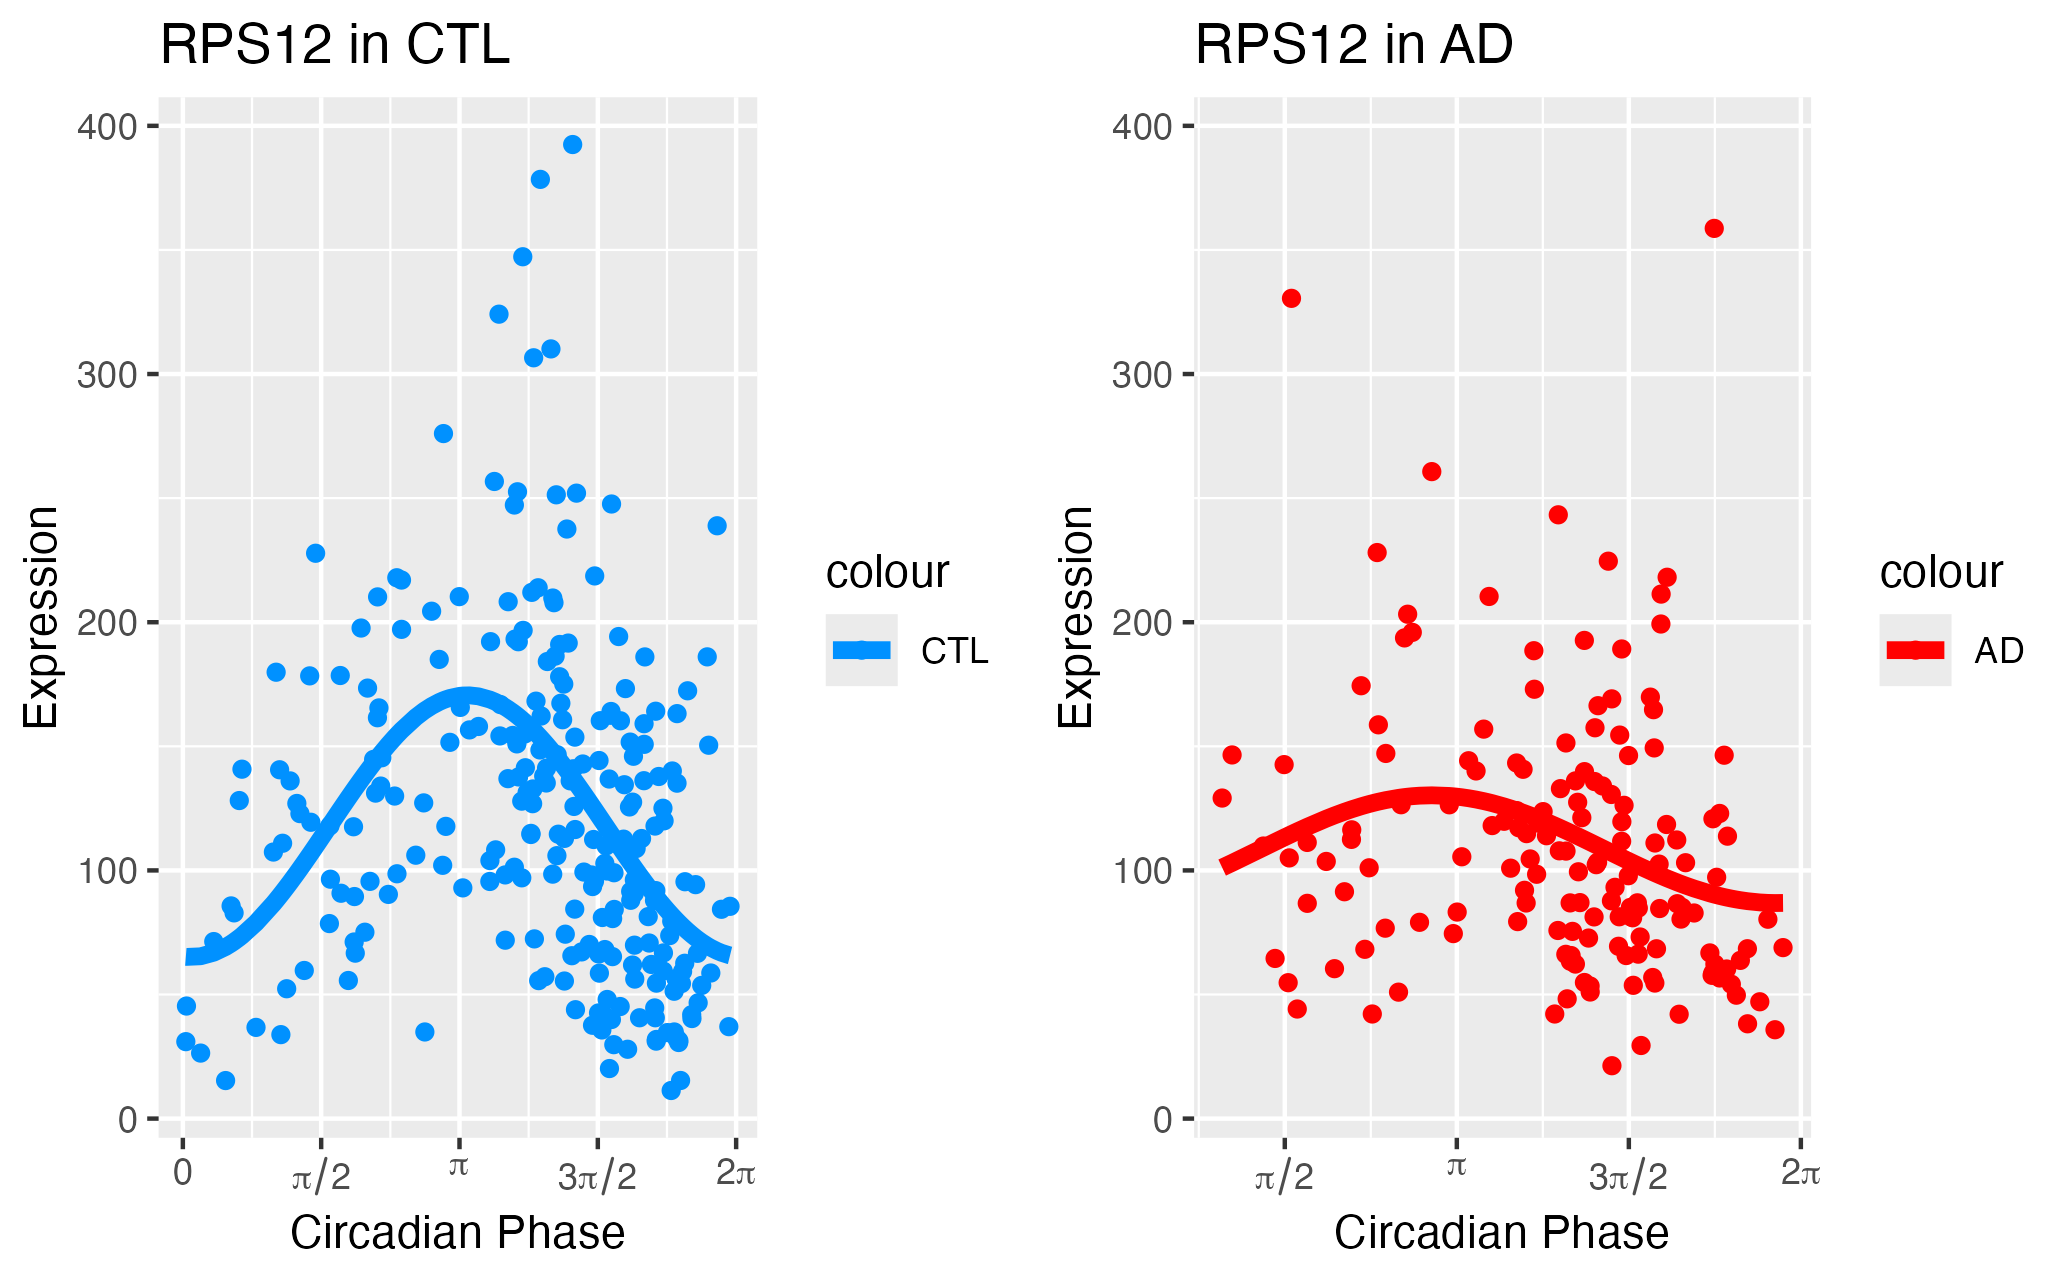 RPS12 in CTL
400
300
200
100
0
Expression
0 π/2 π 3π/2 2π
Circadian Phase
colour
CTL
RPS12 in AD
400
300
200
100
0
Expression
π/2 π 3π/2 2π
Circadian Phase
colour
AD